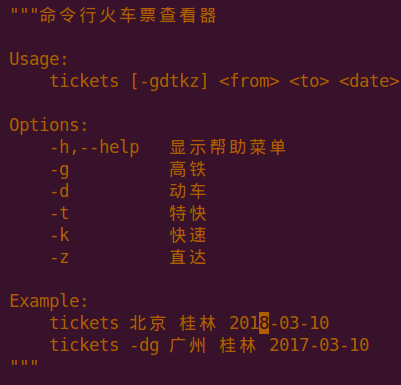 """命令行火车票查看器

Usage:
    tickets [-gdtkz] <from> <to> <date>

Options:
    -h,--help   显示帮助菜单
    -g          高铁
    -d          动车
    -t          特快
    -k          快速
    -z          直达

Example:
    tickets 北京 桂林 2018-03-10
    tickets -dg 广州 桂林 2017-03-10
"""